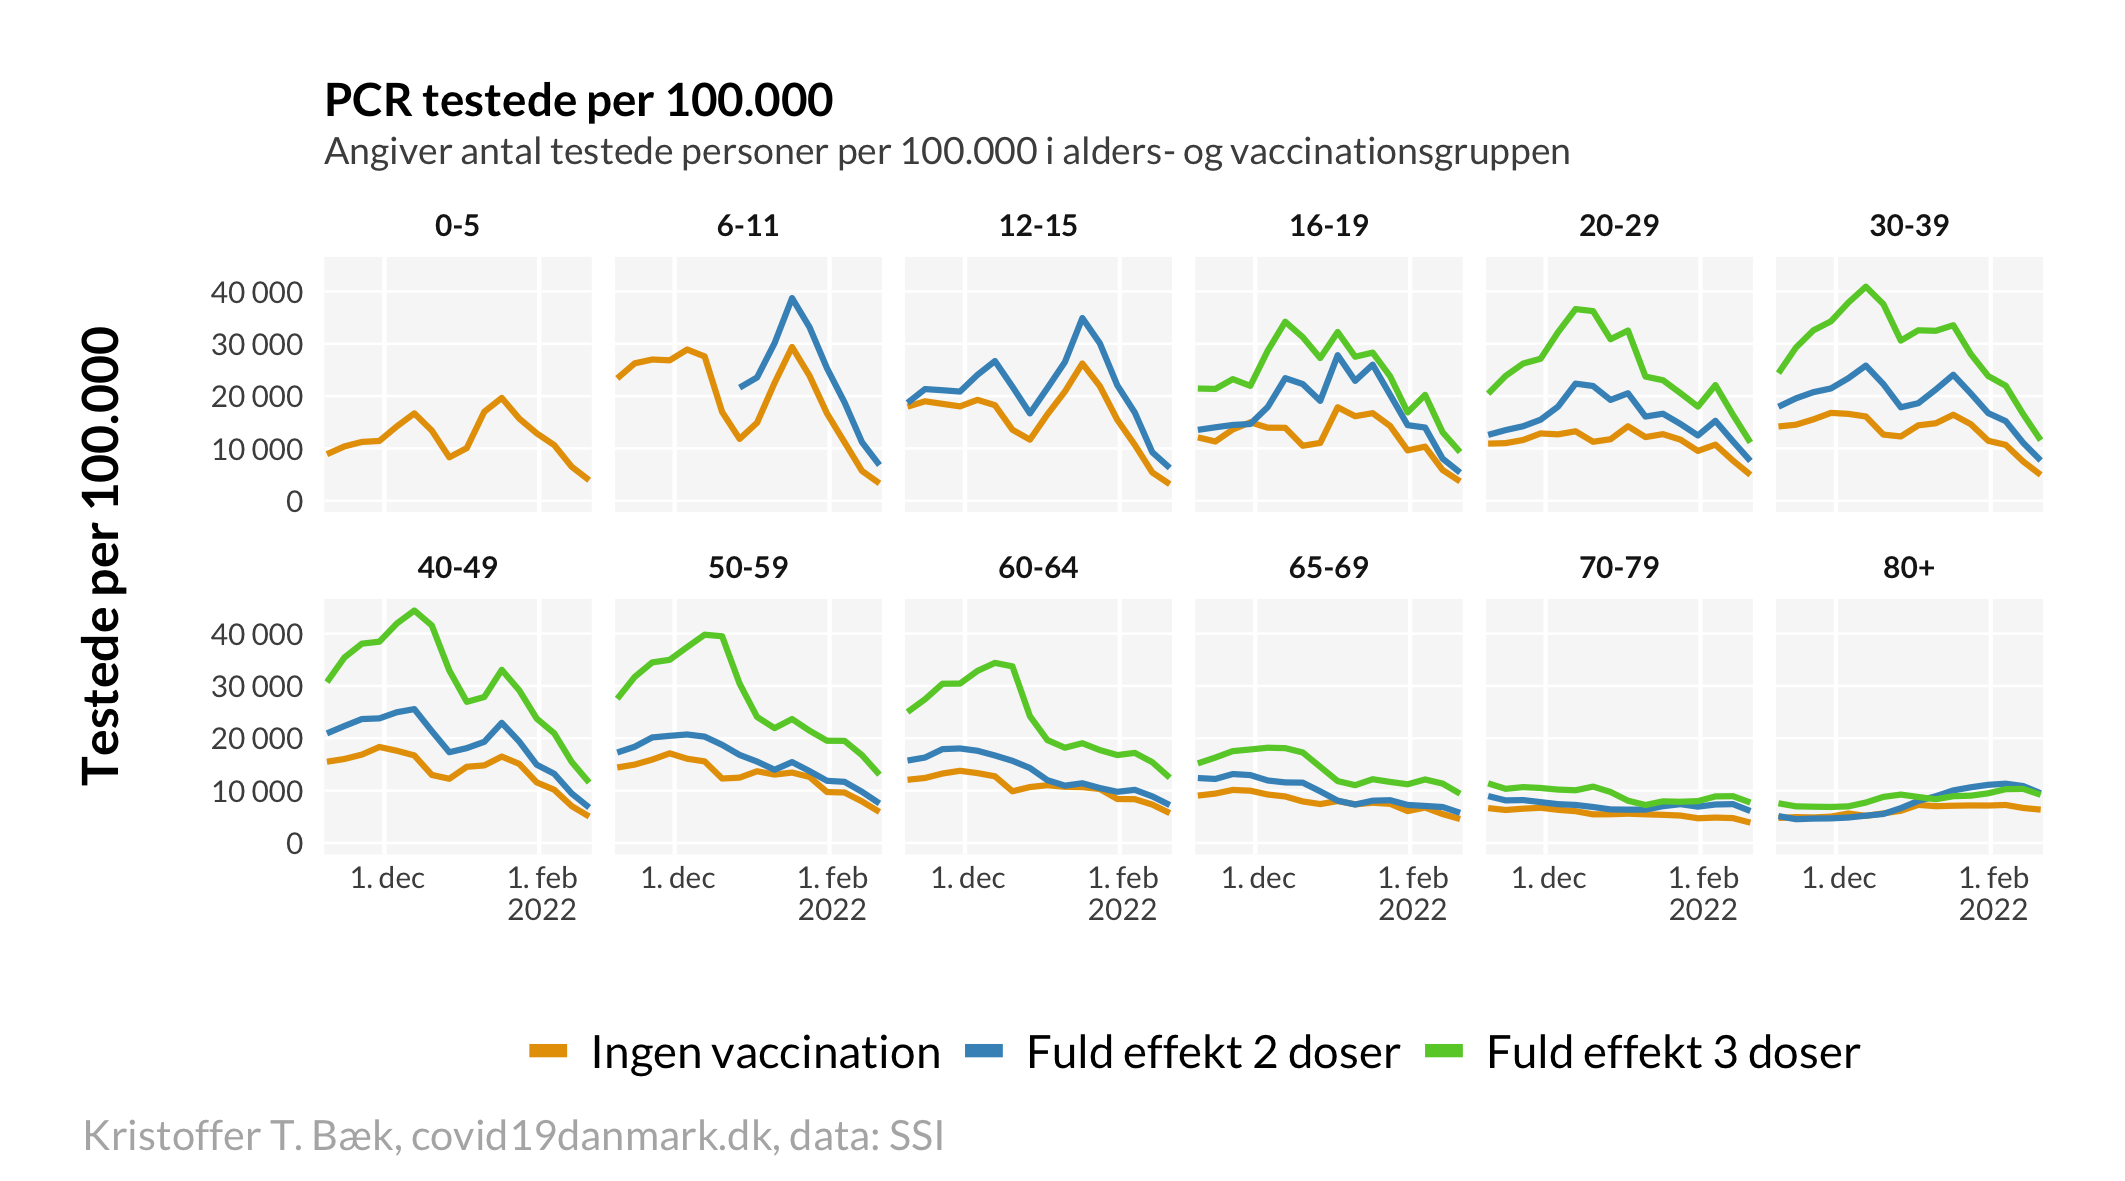 PCR testede per 100.000
Angiver antal testede personer per 100.000 i alders- og vaccinationsgruppen
0-5 6-11 12-15 16-19 20-29 30-39
40 000
30 000
20 000
10 000
0
Testede per 100.000
40-49 50-59 60-64 65-69 70-79 80+
40 000
30 000
20 000
10 000
0
1. dec 1. feb 1. dec 1. feb 1. dec 1. feb 1. dec 1. feb 1. dec 1. feb 1. dec 1. feb
2022 2022 2022 2022 2022 2022
Ingen vaccination Fuld effekt 2 doser Fuld effekt 3 doser
Kristoffer T. Bæk, covid19danmark.dk, data: SSI